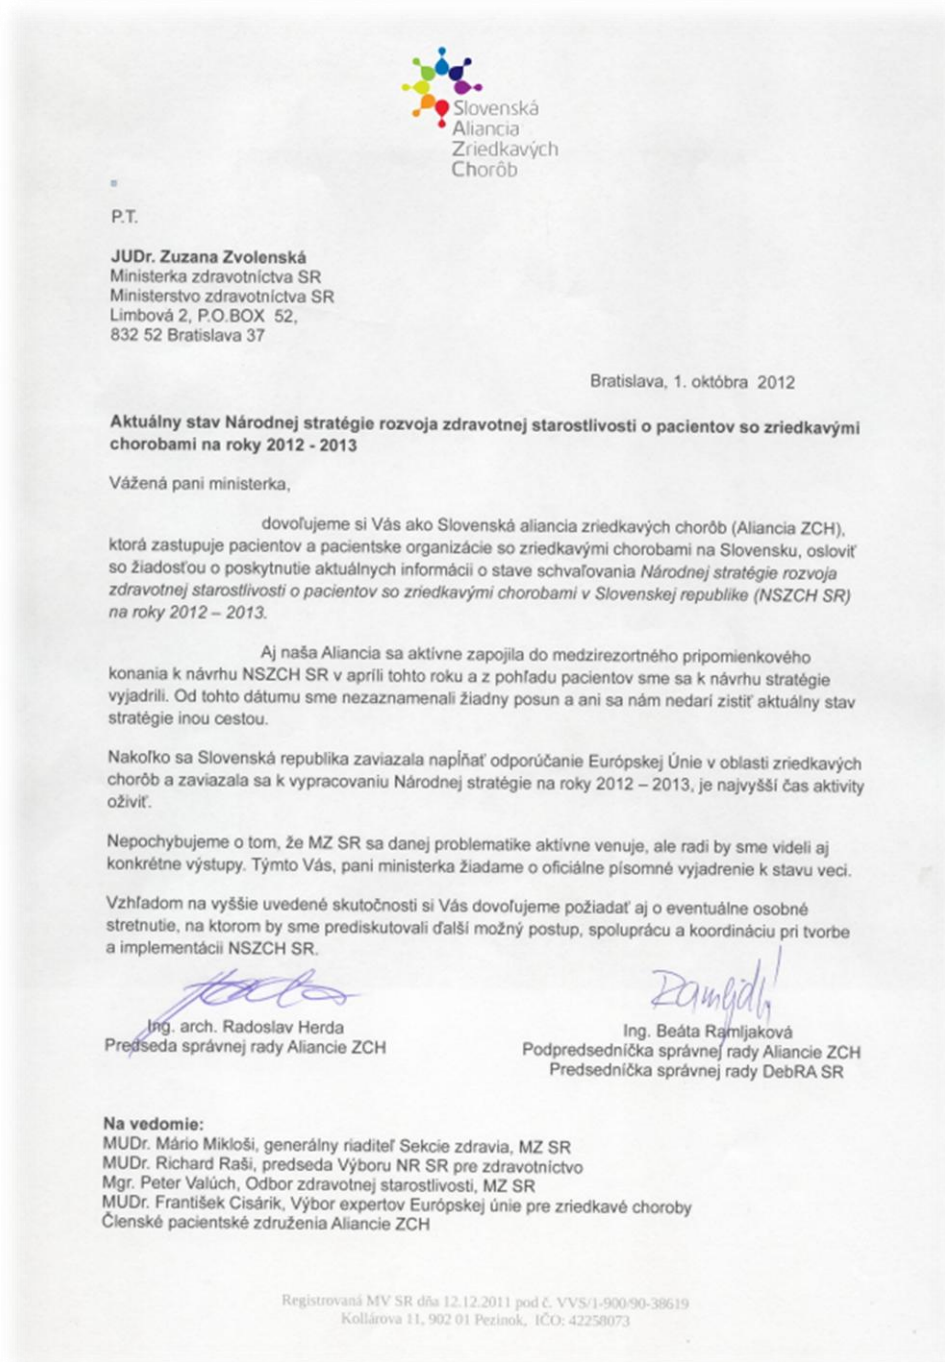 Slovenská
Aliancia
Zriedkavých
Chorôb
P.T.
JUDr. Zuzana Zvolenská
Ministerka zdravotníctva SR
Ministerstvo zdravotníctva SR
Limbová 2, P.O.BOX 52,
832 52 Bratislava 37
Bratislava, 1. októbra 2012
Aktuálny stav Národnej stratégie rozvoja zdravotnej starostlivosti o pacientov so zriedkavými
chorobami na roky 2012 - 2013
Vážená pani ministerka,
dovoľujeme si Vás ako Slovenská aliancia zriedkavých chorôb (Aliancia ZCH),
ktorá zastupuje pacientov a pacientske organizácie so zriedkavými chorobami na Slovensku, osloviť
so žiadosťou o poskytnutie aktuálnych informácii o stave schvaľovania Národnej stratégie rozvoja
zdravotnej starostlivosti o pacientov so zriedkavými chorobami v Slovenskej republike (NSZCH SR)
na roky 2012 – 2013.
Aj naša Aliancia sa aktívne zapojila do medzirezortného pripomienkového
konania k návrhu NSZCH SR v apríli tohto roku a z pohľadu pacientov sme sa k návrhu stratégie
vyjadrili. Od tohto dátumu sme nezaznamenali žiadny posun a ani sa nám nedarí zistiť aktuálny stav
stratégie inou cestou.
Nakoľko sa Slovenská republika zaviazala napĺňať odporúčanie Európskej Únie v oblasti zriedkavých
chorôb a zaviazala sa k vypracovaniu Národnej stratégie na roky 2012 – 2013, je najvyšší čas aktivity
oživiť.
Nepochybujeme o tom, že MZ SR sa danej problematike aktívne venuje, ale radi by sme videli aj
konkrétne výstupy. Týmto Vás, pani ministerka žiadame o oficiálne písomné vyjadrenie k stavu veci.
Vzhľadom na vyššie uvedené skutočnosti si Vás dovoľujeme požiadať aj o eventuálne osobné
stretnutie, na ktorom by sme prediskutovali ďalší možný postup, spoluprácu a koordináciu pri tvorbe
a implementácii NSZCH SR.
Ing. arch. Radoslav Herda
Predseda správnej rady Aliancie ZCH
Ing. Beáta Ramljaková
Podpredsedníčka správnej rady Aliancie ZCH
Predsedníčka správnej rady DebRA SR
Na vedomie:
MUDr. Mário Mikloši, generálny riaditeľ Sekcie zdravia, MZ SR
MUDr. Richard Raši, predseda Výboru NR SR pre zdravotníctvo
Mgr. Peter Valúch, Odbor zdravotnej starostlivosti, MZ SR
MUDr. František Cisárik, Výbor expertov Európskej únie pre zriedkavé choroby
Členské pacientské združenia Aliancie ZCH
Registrovaná MV SR dňa 12.12.2011 pod č. VVS/1-900/90-38619
Kollárova 11, 902 01 Pezinok, IČO: 42258073